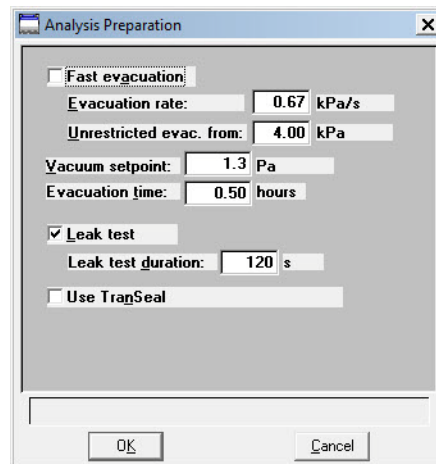 Analysis Preparation
Fast evacuation
Evacuation rate: 0.67 kPa/s
Unrestricted evac. from: 4.00 kPa
Vacuum setpoint: 1.3 Pa
Evacuation time: 0.50 hours
Leak test
Leak test duration: 120 s
Use TranSeal
OK Cancel